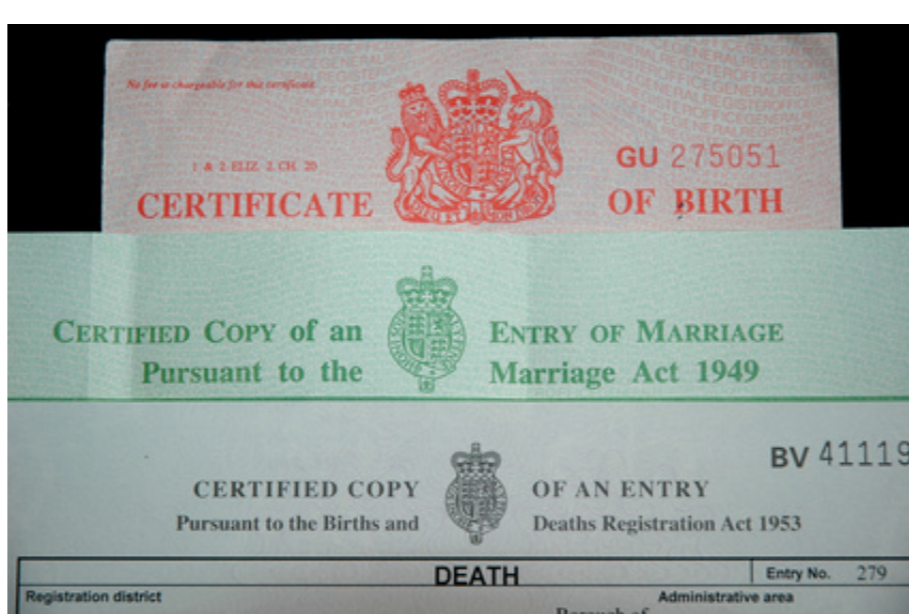 No fee is chargeable for this certificate
1 & 2 ELIZ. 2 CH. 20
GU 275051
CERTIFICATE OF BIRTH
CERTIFIED COPY of an ENTRY OF MARRIAGE
Pursuant to the Marriage Act 1949
BV 41119
CERTIFIED COPY OF AN ENTRY
Pursuant to the Births and Deaths Registration Act 1953
DEATH
Entry No. 279
Registration district
Administrative area
Borough of